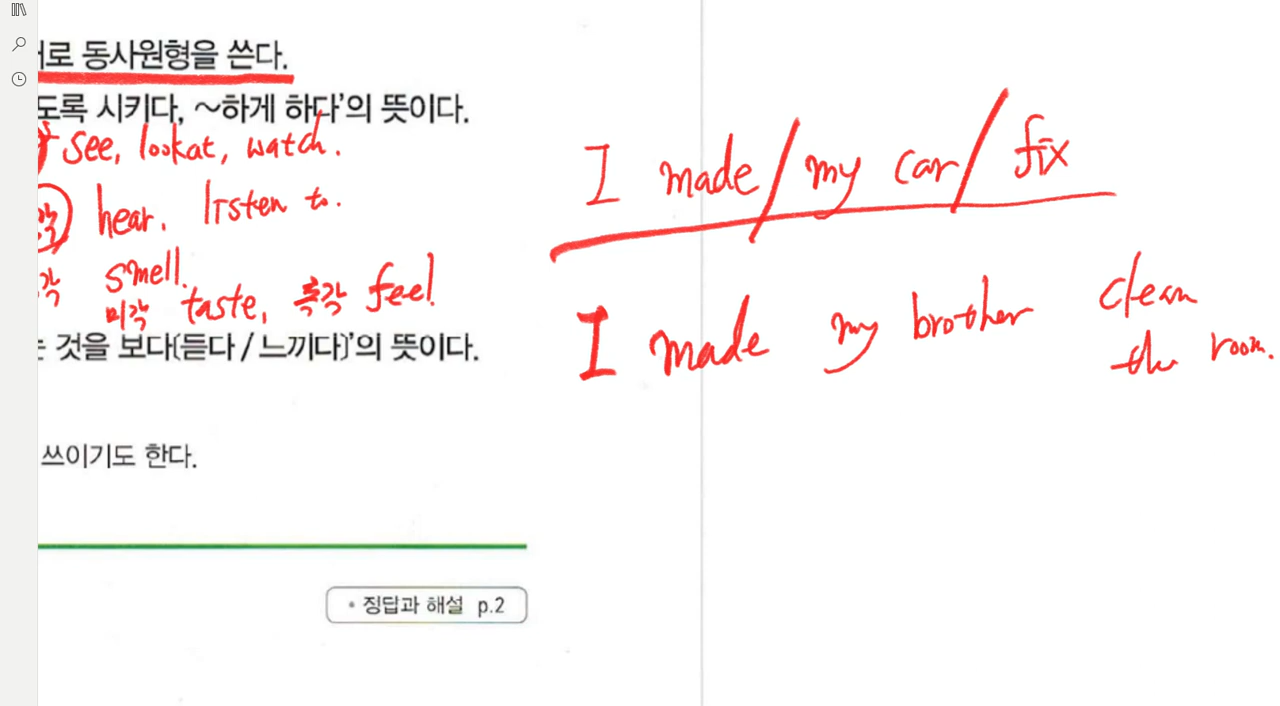 로 동사원형을 쓴다.
도록 시키다, ~하게 하다'의 뜻이다.
see, look at, watch.
hear. listen to.
각 smell.
미각 taste, 촉각 feel
것을 보다(듣다/느끼다)'의 뜻이다.
쓰이기도 한다.
• 정답과 해설 p.2
I made / my car / fix
I made my brother clean
the room.